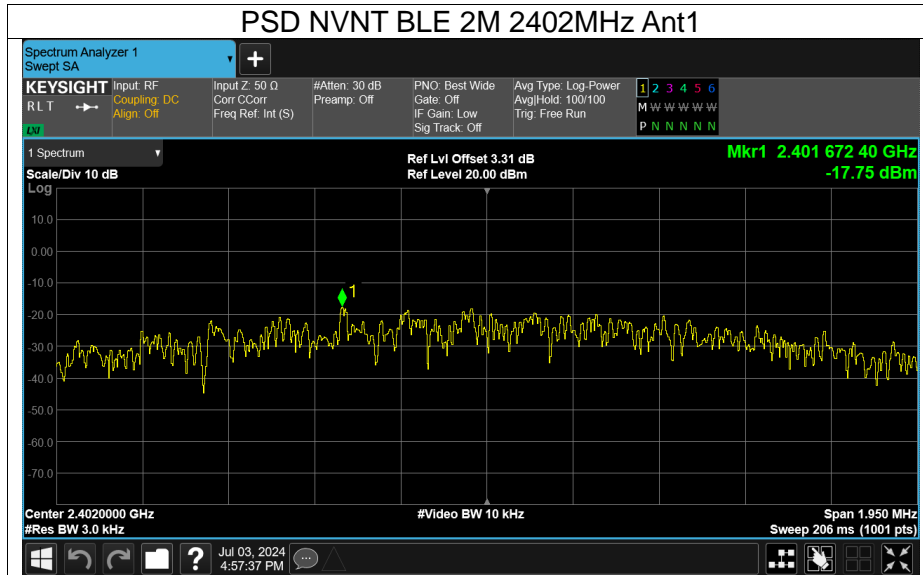 PSD NVNT BLE 2M 2402MHz Ant1
Spectrum Analyzer 1
Swept SA
+
KEYSIGHT
RLT
LXI
Input: RF
Coupling: DC
Align: Off
Input Z: 50 Ω
Corr CCorr
Freq Ref: Int (S)
#Atten: 30 dB
Preamp: Off
PNO: Best Wide
Gate: Off
IF Gain: Low
Sig Track: Off
Avg Type: Log-Power
Avg|Hold: 100/100
Trig: Free Run
1 2 3 4 5 6
M W W W W W
P N N N N N
1 Spectrum
Scale/Div 10 dB
Ref Lvl Offset 3.31 dB
Ref Level 20.00 dBm
Mkr1 2.401 672 40 GHz
-17.75 dBm
Log
10.0
0.00
-10.0
1
-20.0
-30.0
-40.0
-50.0
-60.0
-70.0
Center 2.4020000 GHz
#Video BW 10 kHz
Span 1.950 MHz
#Res BW 3.0 kHz
Sweep 206 ms (1001 pts)
?
Jul 03, 2024
4:57:37 PM